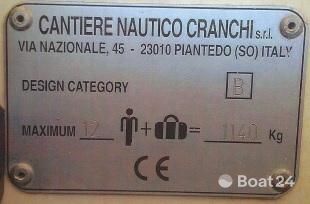 CANTIERE NAUTICO CRANCHI s.r.l.
VIA NAZIONALE, 45 - 23010 PIANTEDO (SO) ITALY
DESIGN CATEGORY B
MAXIMUM 12 + = 1140 Kg
CE
Boat24